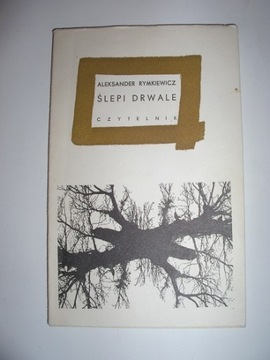 ALEKSANDER RYMKIEWICZ
ŚLEPI DRWALE
CZYTELNIK